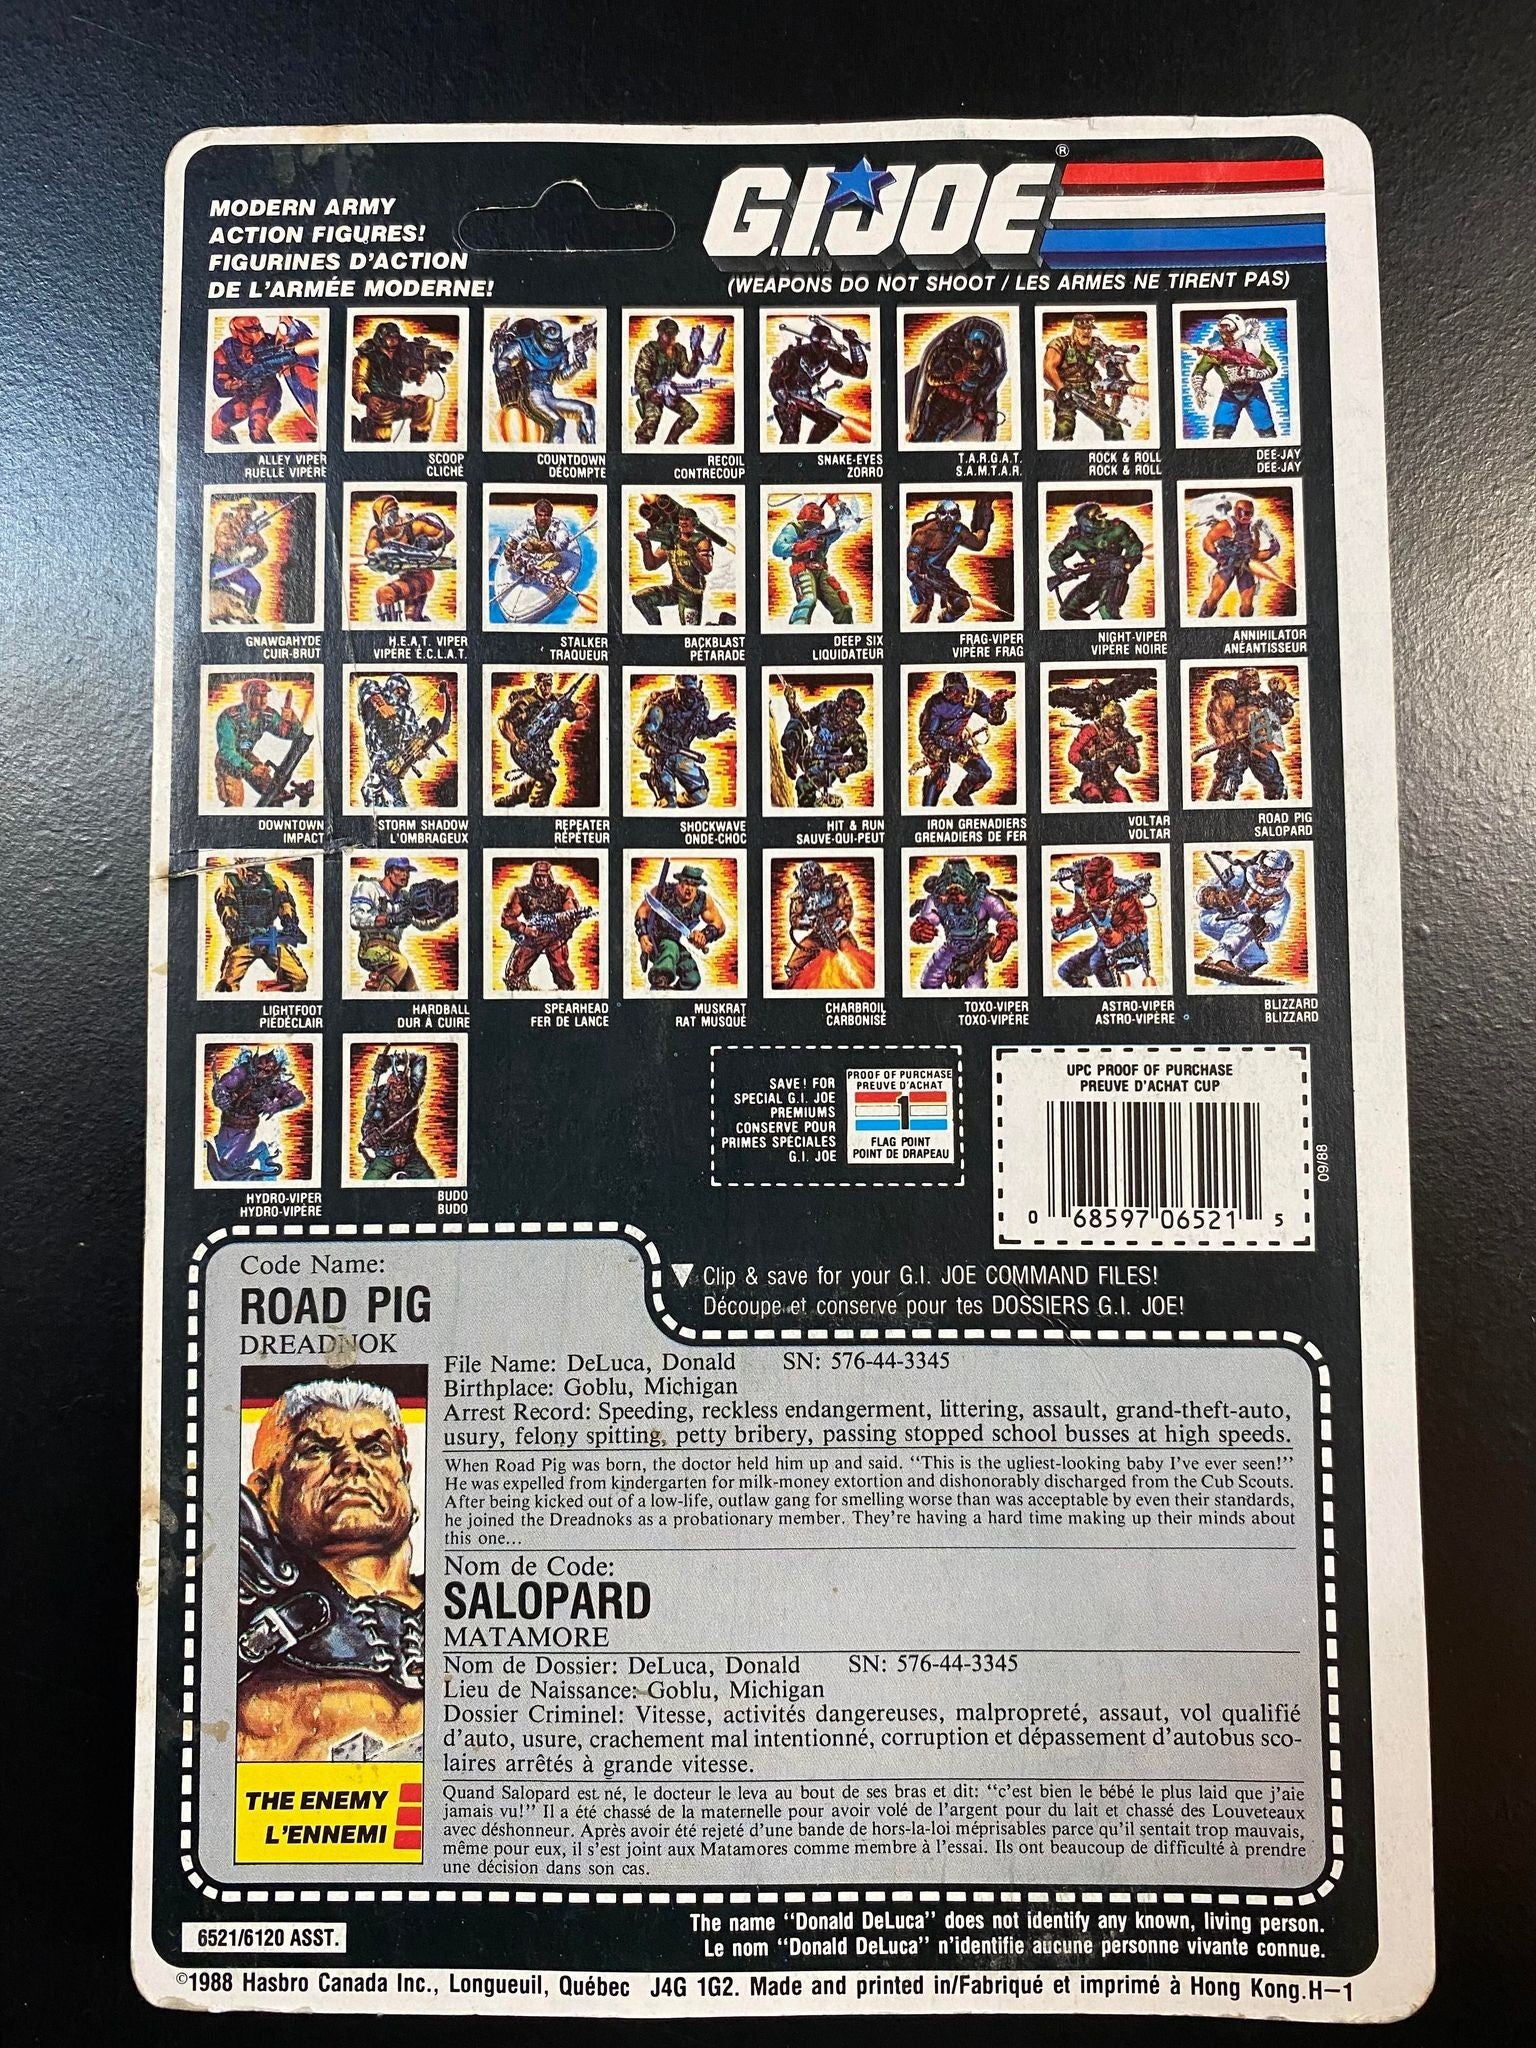 MODERN ARMY
ACTION FIGURES!
FIGURINES D'ACTION
DE L'ARMÉE MODERNE!
G.I. JOE®
(WEAPONS DO NOT SHOOT / LES ARMES NE TIRENT PAS)
ALLEY VIPER
RUELLE VIPÈRE
SCOOP
CLICHÉ
COUNTDOWN
DÉCOMPTE
RECOIL
CONTRECOUP
SNAKE-EYES
ZORRO
T.A.R.G.A.T.
S.A.M.T.A.R.
ROCK & ROLL
ROCK & ROLL
DEE-JAY
DEE-JAY
GNAWGAHYDE
CUIR-BRUT
H.E.A.T. VIPER
VIPÈRE É.C.L.A.T.
STALKER
TRAQUEUR
BACKBLAST
PÉTARADE
DEEP SIX
LIQUIDATEUR
FRAG-VIPER
VIPÈRE FRAG
NIGHT-VIPER
VIPÈRE NOIRE
ANNIHILATOR
ANÉANTISSEUR
DOWNTOWN
IMPACT
STORM SHADOW
L'OMBRAGEUX
REPEATER
RÉPÉTEUR
SHOCKWAVE
ONDE-CHOC
HIT & RUN
SAUVE-QUI-PEUT
IRON GRENADIERS
GRENADIERS DE FER
VOLTAR
VOLTAR
ROAD PIG
SALOPARD
LIGHTFOOT
PIEDÉCLAIR
HARDBALL
DUR À CUIRE
SPEARHEAD
FER DE LANCE
MUSKRAT
RAT MUSQUÉ
CHARBROIL
CARBONISÉ
TOXO-VIPER
TOXO-VIPÈRE
ASTRO-VIPER
ASTRO-VIPÈRE
BLIZZARD
BLIZZARD
HYDRO-VIPER
HYDRO-VIPÈRE
BUDO
BUDO
SAVE! FOR
SPECIAL G.I. JOE
PREMIUMS
CONSERVE POUR
PRIMES SPÉCIALES
G.I. JOE
PROOF OF PURCHASE
PREUVE D'ACHAT
1
FLAG POINT
POINT DE DRAPEAU
UPC PROOF OF PURCHASE
PREUVE D'ACHAT CUP
0 68597 06521 5
09/88
Clip & save for your G.I. JOE COMMAND FILES!
Découpe et conserve pour tes DOSSIERS G.I. JOE!
Code Name:
ROAD PIG
DREADNOK
File Name: DeLuca, Donald SN: 576-44-3345
Birthplace: Goblu, Michigan
Arrest Record: Speeding, reckless endangerment, littering, assault, grand-theft-auto,
usury, felony spitting, petty bribery, passing stopped school busses at high speeds.
When Road Pig was born, the doctor held him up and said. "This is the ugliest-looking baby I've ever seen!"
He was expelled from kindergarten for milk-money extortion and dishonorably discharged from the Cub Scouts.
After being kicked out of a low-life, outlaw gang for smelling worse than was acceptable by even their standards,
he joined the Dreadnoks as a probationary member. They're having a hard time making up their minds about
this one...
Nom de Code:
SALOPARD
MATAMORE
Nom de Dossier: DeLuca, Donald SN: 576-44-3345
Lieu de Naissance: Goblu, Michigan
Dossier Criminel: Vitesse, activités dangereuses, malpropreté, assaut, vol qualifié
d'auto, usure, crachement mal intentionné, corruption et dépassement d'autobus sco-
laires arrêtés à grande vitesse.
Quand Salopard est né, le docteur le leva au bout de ses bras et dit: "c'est bien le bébé le plus laid que j'aie
jamais vu!" Il a été chassé de la maternelle pour avoir volé de l'argent pour du lait et chassé des Louveteaux
avec déshonneur. Après avoir été rejeté d'une bande de hors-la-loi méprisables parce qu'il sentait trop mauvais,
même pour eux, il s'est joint aux Matamores comme membre à l'essai. Ils ont beaucoup de difficulté à prendre
une décision dans son cas.
THE ENEMY
L'ENNEMI
6521/6120 ASST.
The name "Donald DeLuca" does not identify any known, living person.
Le nom "Donald DeLuca" n'identifie aucune personne vivante connue.
©1988 Hasbro Canada Inc., Longueuil, Québec J4G 1G2. Made and printed in/Fabriqué et imprimé à Hong Kong.H-1